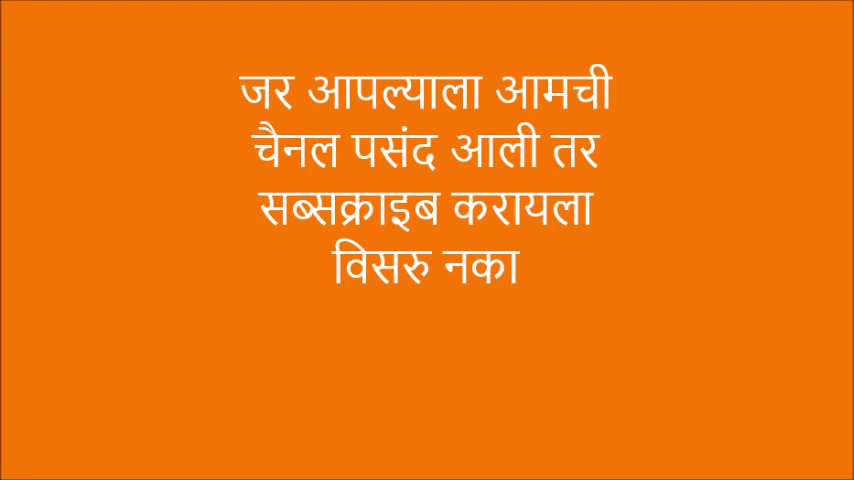 जर आपल्याला आमची
चैनल पसंद आली तर
सब्सक्राइब करायला
विसरु नका